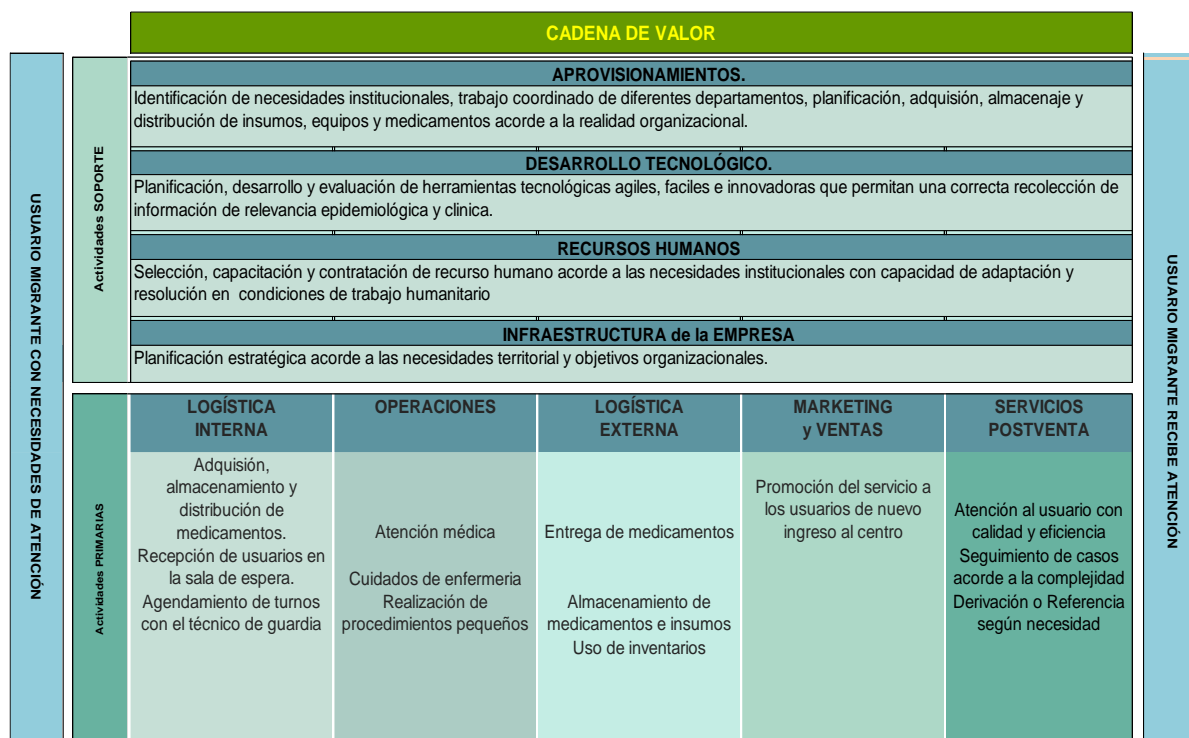 CADENA DE VALOR
USUARIO MIGRANTE CON NECESIDADES DE ATENCIÓN
Actividades SOPORTE
APROVISIONAMIENTOS.
Identificación de necesidades institucionales, trabajo coordinado de diferentes departamentos, planificación, adquisición, almacenaje y
distribución de insumos, equipos y medicamentos acorde a la realidad organizacional.
DESARROLLO TECNOLÓGICO.
Planificación, desarrollo y evaluación de herramientas tecnológicas agiles, faciles e innovadoras que permitan una correcta recolección de
información de relevancia epidemiológica y clinica.
RECURSOS HUMANOS
Selección, capacitación y contratación de recurso humano acorde a las necesidades institucionales con capacidad de adaptación y
resolución en condiciones de trabajo humanitario
INFRAESTRUCTURA de la EMPRESA
Planificación estratégica acorde a las necesidades territorial y objetivos organizacionales.
Actividades PRIMARIAS
LOGÍSTICA
INTERNA
Adquisión,
almacenamiento y
distribución de
medicamentos.
Recepción de usuarios en
la sala de espera.
Agendamiento de turnos
con el técnico de guardia
OPERACIONES
Atención médica
Cuidados de enfermeria
Realización de
procedimientos pequeños
LOGÍSTICA
EXTERNA
Entrega de medicamentos
Almacenamiento de
medicamentos e insumos
Uso de inventarios
MARKETING
y VENTAS
Promoción del servicio a
los usuarios de nuevo
ingreso al centro
SERVICIOS
POSTVENTA
Atención al usuario con
calidad y eficiencia
Seguimiento de casos
acorde a la complejidad
Derivación o Referencia
según necesidad
USUARIO MIGRANTE RECIBE ATENCIÓN